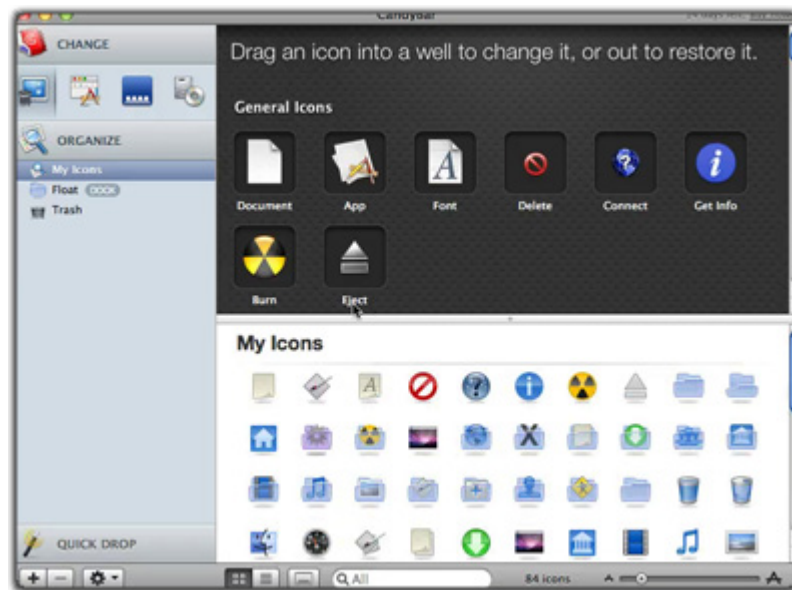 CandyBar
CHANGE
Drag an icon into a well to change it, or out to restore it.
General Icons
ORGANIZE
My Icons
Float DOCK
Trash
Document App Font Delete Connect Get Info
Burn Eject
My Icons
QUICK DROP
All
84 icons